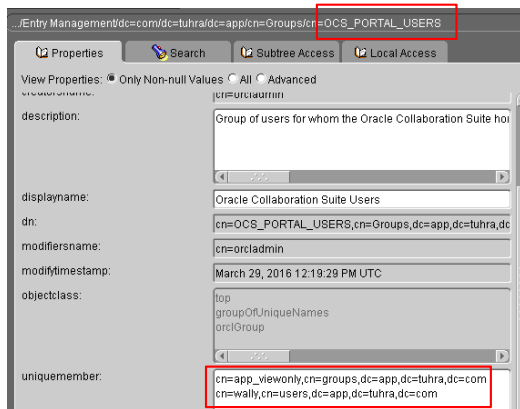 .../Entry Management/dc=com/dc=tuhra/dc=app/cn=Groups/cn=OCS_PORTAL_USERS
Properties Search Subtree Access Local Access
View Properties: Only Non-null Values All Advanced
creatorsname: cn=orcladmin
description: Group of users for whom the Oracle Collaboration Suite hor
displayname: Oracle Collaboration Suite Users
dn: cn=OCS_PORTAL_USERS,cn=Groups,dc=app,dc=tuhra,dc
modifiersname: cn=orcladmin
modifytimestamp: March 29, 2016 12:19:29 PM UTC
objectclass: top
groupOfUniqueNames
orclGroup
uniquemember: cn=app_viewonly,cn=groups,dc=app,dc=tuhra,dc=com
cn=wally,cn=users,dc=app,dc=tuhra,dc=com